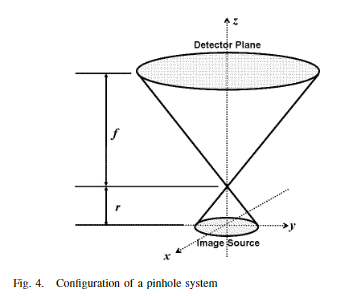 z
Detector Plane
f
r
y
Image Source
x
Fig. 4. Configuration of a pinhole system